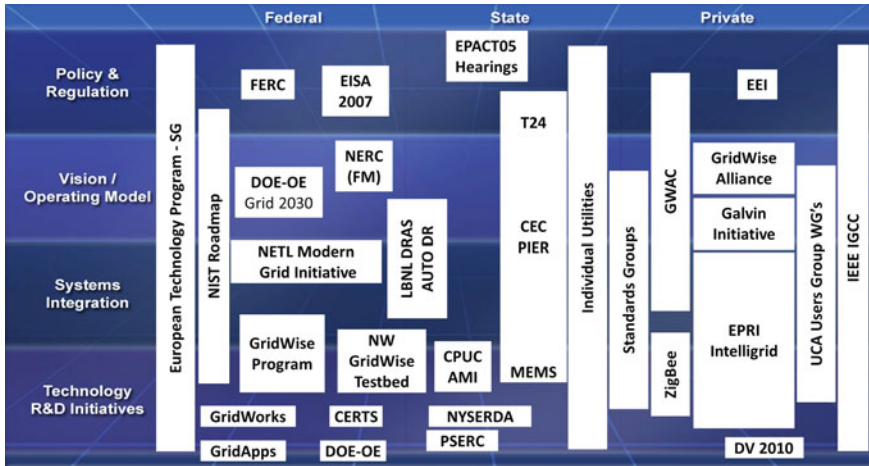 Federal
State
Private
Policy &
Regulation
Vision /
Operating Model
Systems
Integration
Technology
R&D Initiatives
European Technology Program - SG
NIST Roadmap
FERC
EISA
2007
EPACT05
Hearings
NERC
(FM)
DOE-OE
Grid 2030
NETL Modern
Grid Initiative
LBNL DRAS
AUTO DR
GridWise
Program
NW
GridWise
Testbed
CPUC
AMI
GridWorks
CERTS
NYSERDA
GridApps
DOE-OE
PSERC
T24
CEC
PIER
MEMS
Individual Utilities
Standards Groups
GWAC
ZigBee
EEI
GridWise
Alliance
Galvin
Initiative
EPRI
Intelligrid
DV 2010
UCA Users Group WG's
IEEE IGCC